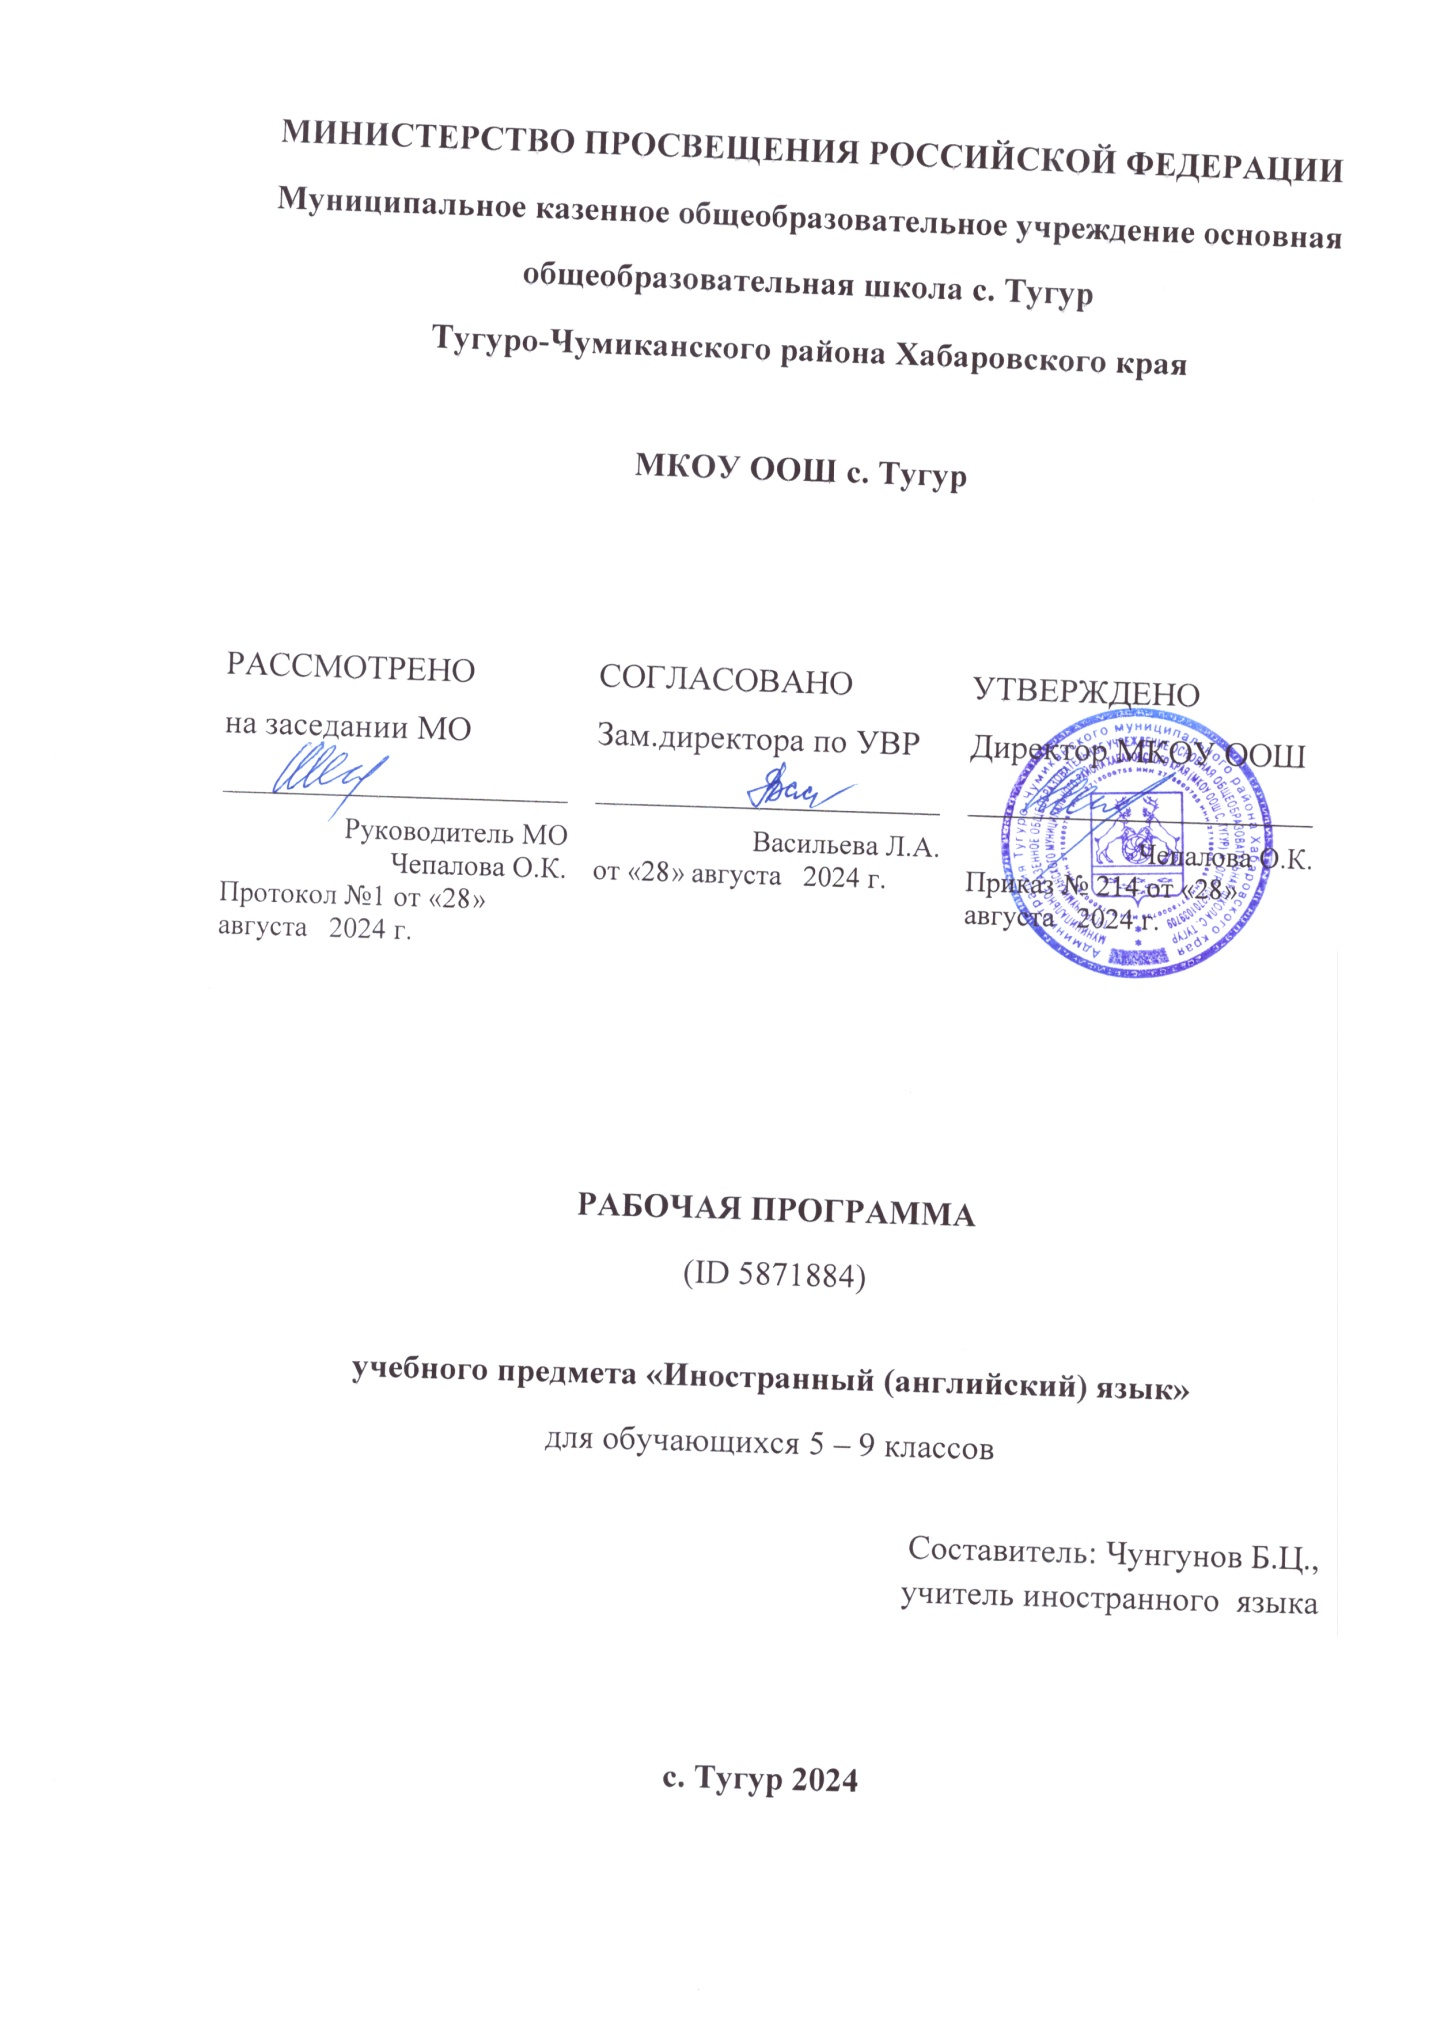 МИНИСТЕРСТВО ПРОСВЕЩЕНИЯ РОССИЙСКОЙ ФЕДЕРАЦИИ
Муниципальное казенное общеобразовательное учреждение основная
общеобразовательная школа с. Тугур
Тугуро-Чумиканского района Хабаровского края
МКОУ ООШ с. Тугур
РАССМОТРЕНО
на заседании МО
Руководитель МО
Чепалова О.К.
Протокол №1 от «28»
августа 2024 г.
СОГЛАСОВАНО
Зам.директора по УВР
Васильева Л.А.
от «28» августа 2024 г.
УТВЕРЖДЕНО
Директор МКОУ ООШ
Чепалова О.К.
Приказ № 214 от «28»
августа 2024 г.
РАБОЧАЯ ПРОГРАММА
(ID 5871884)
учебного предмета «Иностранный (английский) язык»
для обучающихся 5 – 9 классов
Составитель: Чунгунов Б.Ц.,
учитель иностранного языка
с. Тугур 2024